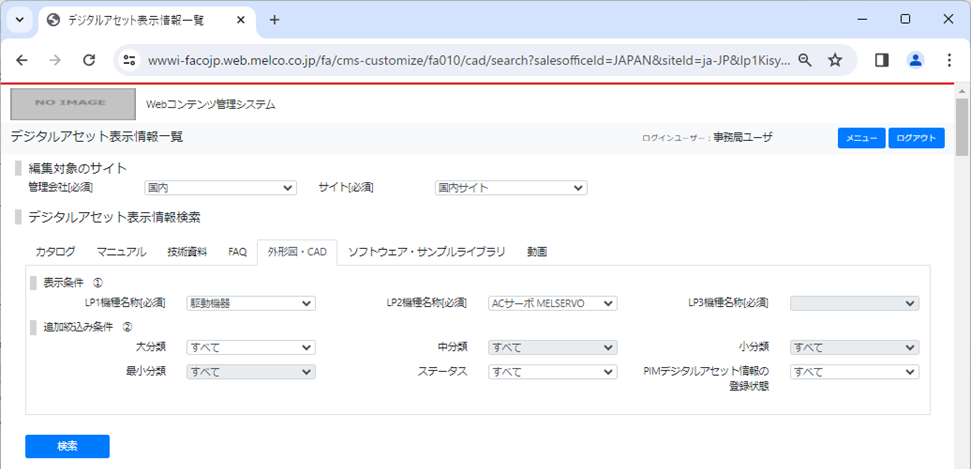 デジタルアセット表示情報一覧
wwwi-facojp.web.melco.co.jp/fa/cms-customize/fa010/cad/search?salesofficeId=JAPAN&siteId=ja-JP&lp1Kisy...
NO IMAGE Webコンテンツ管理システム
デジタルアセット表示情報一覧 ログインユーザー：事務局ユーザ メニュー ログアウト
編集対象のサイト
管理会社[必須] 国内 サイト[必須] 国内サイト
デジタルアセット表示情報検索
カタログ マニュアル 技術資料 FAQ 外形図・CAD ソフトウェア・サンプルライブラリ 動画
表示条件 ①
LP1機種名称[必須] 駆動機器 LP2機種名称[必須] ACサーボ MELSERVO LP3機種名称[必須]
追加絞込み条件 ②
大分類 すべて 中分類 すべて 小分類 すべて
最小分類 すべて ステータス すべて PIMデジタルアセット情報の すべて
登録状態
検索